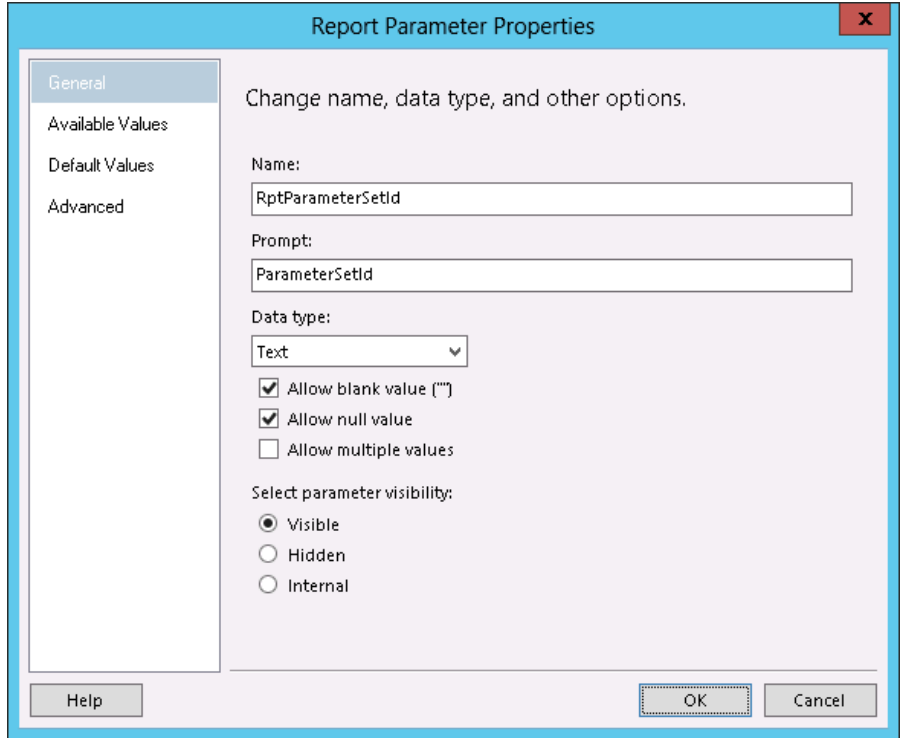 Report Parameter Properties
x
General
Available Values
Default Values
Advanced
Change name, data type, and other options.
Name:
RptParameterSetId
Prompt:
ParameterSetId
Data type:
Text
Allow blank value ("")
Allow null value
Allow multiple values
Select parameter visibility:
Visible
Hidden
Internal
Help
OK
Cancel